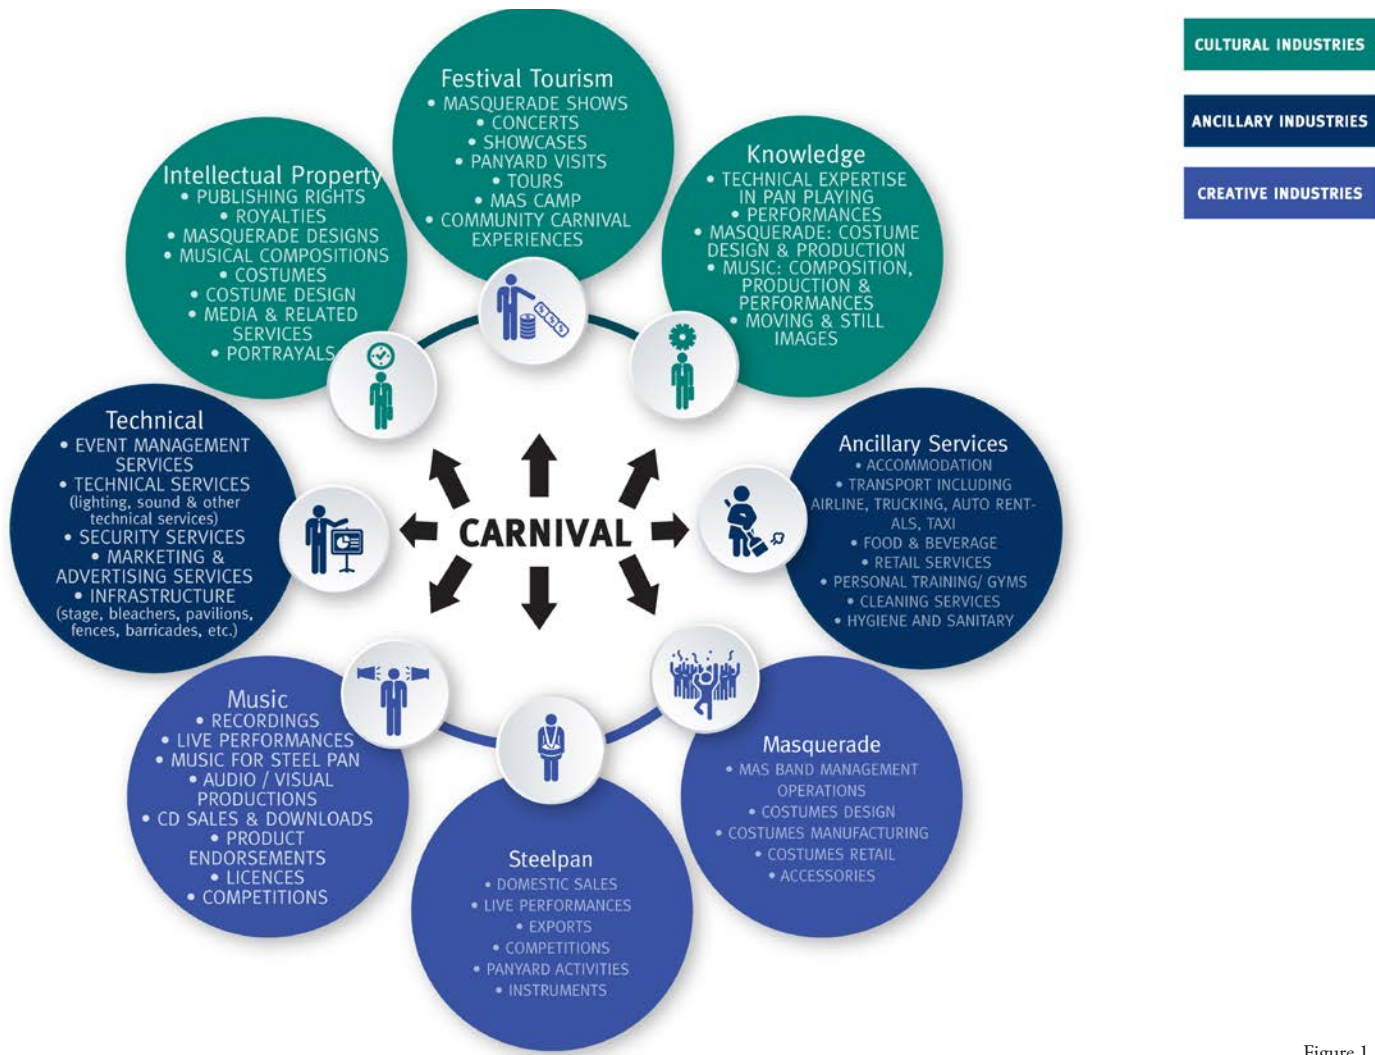 Festival Tourism
• MASQUERADE SHOWS
• CONCERTS
• SHOWCASES
• PANYARD VISITS
• TOURS
• MAS CAMP
• COMMUNITY CARNIVAL
EXPERIENCES
Knowledge
• TECHNICAL EXPERTISE
IN PAN PLAYING
• PERFORMANCES
• MASQUERADE: COSTUME
DESIGN & PRODUCTION
• MUSIC: COMPOSITION,
PRODUCTION &
PERFORMANCES
• MOVING & STILL
IMAGES
Intellectual Property
• PUBLISHING RIGHTS
• ROYALTIES
• MASQUERADE DESIGNS
• MUSICAL COMPOSITIONS
• COSTUMES
• COSTUME DESIGN
• MEDIA & RELATED
SERVICES
• PORTRAYALS
Technical
• EVENT MANAGEMENT
SERVICES
• TECHNICAL SERVICES
(lighting, sound & other
technical services)
• SECURITY SERVICES
• MARKETING &
ADVERTISING SERVICES
• INFRASTRUCTURE
(stage, bleachers, pavilions,
fences, barricades, etc.)
CARNIVAL
Ancillary Services
• ACCOMMODATION
• TRANSPORT INCLUDING
AIRLINE, TRUCKING, AUTO RENT-
ALS, TAXI
• FOOD & BEVERAGE
• RETAIL SERVICES
• PERSONAL TRAINING/ GYMS
• CLEANING SERVICES
• HYGIENE AND SANITARY
Music
• RECORDINGS
• LIVE PERFORMANCES
• MUSIC FOR STEEL PAN
• AUDIO / VISUAL
PRODUCTIONS
• CD SALES & DOWNLOADS
• PRODUCT
ENDORSEMENTS
• LICENCES
• COMPETITIONS
Steelpan
• DOMESTIC SALES
• LIVE PERFORMANCES
• EXPORTS
• COMPETITIONS
• PANYARD ACTIVITIES
• INSTRUMENTS
Masquerade
• MAS BAND MANAGEMENT
OPERATIONS
• COSTUMES DESIGN
• COSTUMES MANUFACTURING
• COSTUMES RETAIL
• ACCESSORIES
CULTURAL INDUSTRIES
ANCILLARY INDUSTRIES
CREATIVE INDUSTRIES
Figure 1